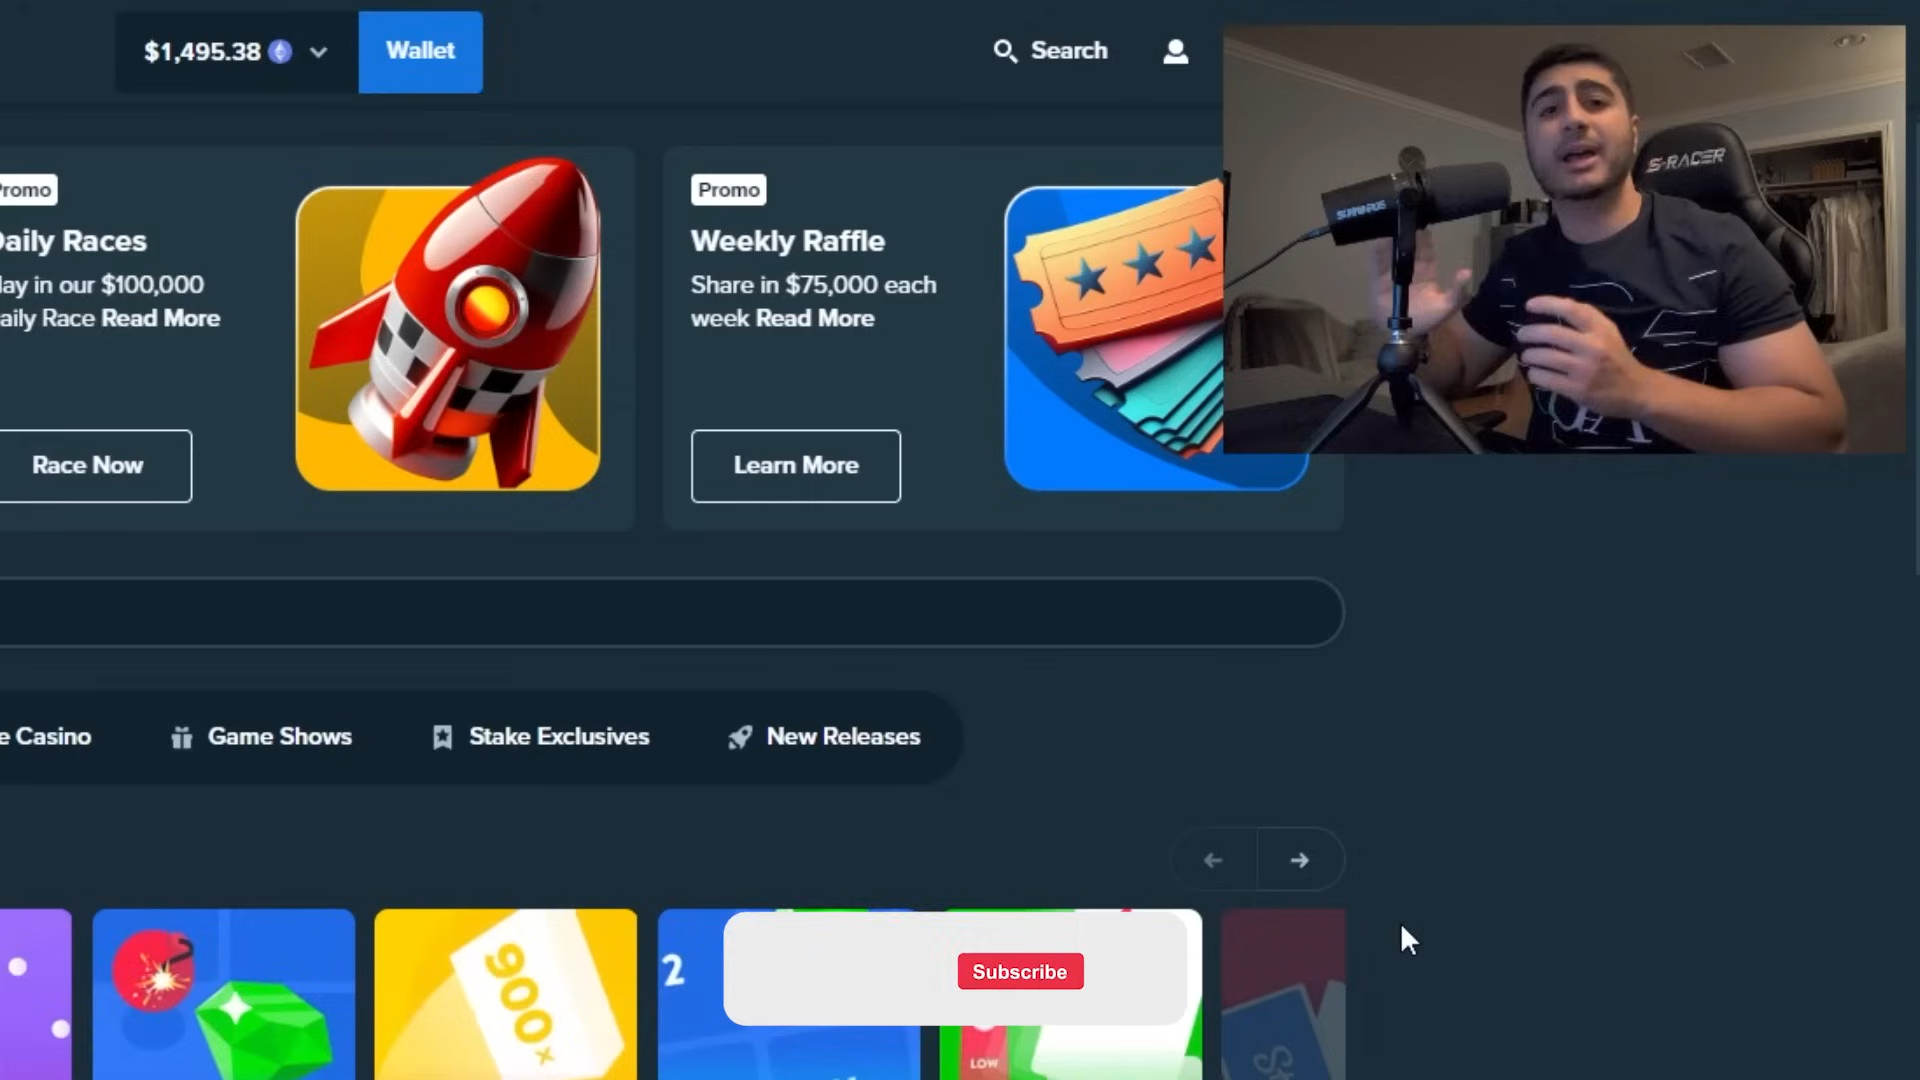 $1,495.38
Wallet
Search
S-RACER
Promo
Daily Races
lay in our $100,000
aily Race Read More
Race Now
Promo
Weekly Raffle
Share in $75,000 each
week Read More
Learn More
e Casino
Game Shows
Stake Exclusives
New Releases
900x
2
Subscribe
LOW